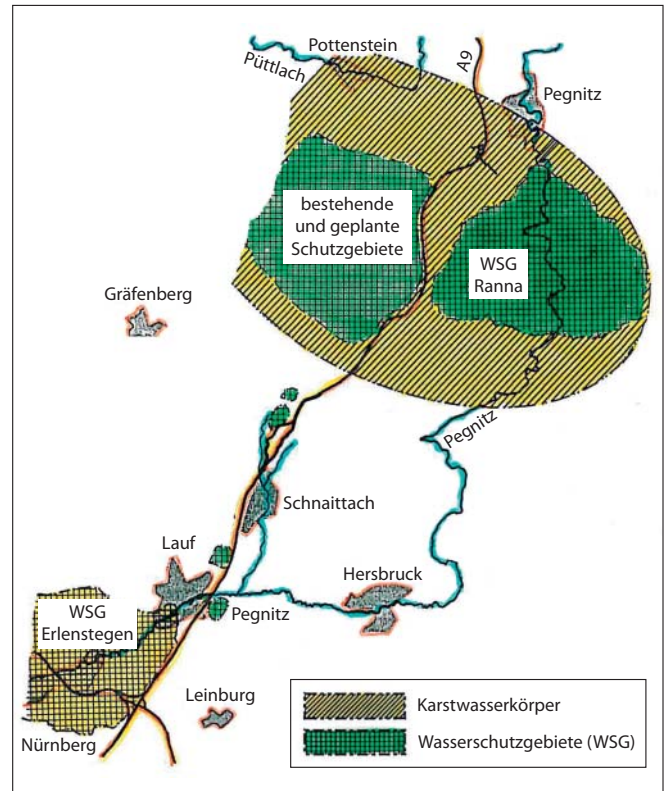 Pottenstein
Püttlach
A9
Pegnitz
bestehende
und geplante
Schutzgebiete
WSG
Ranna
Gräfenberg
Pegnitz
Schnaittach
Lauf
Hersbruck
WSG
Erlenstegen
Pegnitz
Leinburg
Nürnberg
Karstwasserkörper
Wasserschutzgebiete (WSG)